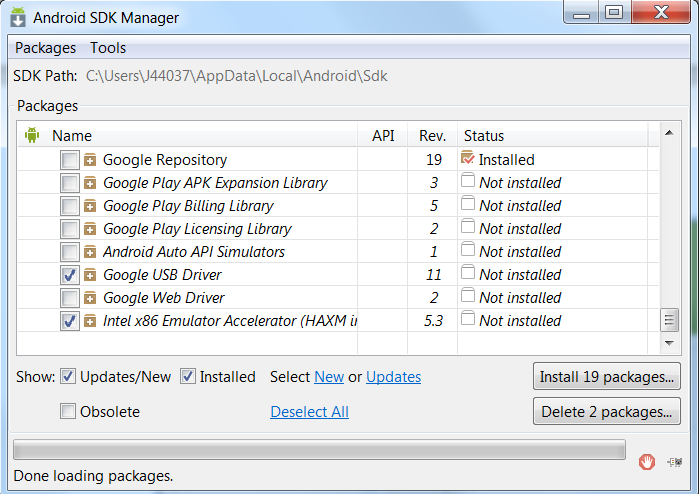 Android SDK Manager
Packages Tools
SDK Path: C:\Users\J44037\AppData\Local\Android\Sdk
Packages
Name API Rev. Status
Google Repository 19 Installed
Google Play APK Expansion Library 3 Not installed
Google Play Billing Library 5 Not installed
Google Play Licensing Library 2 Not installed
Android Auto API Simulators 1 Not installed
Google USB Driver 11 Not installed
Google Web Driver 2 Not installed
Intel x86 Emulator Accelerator (HAXM in 5.3 Not installed
Show: Updates/New Installed Select New or Updates Install 19 packages...
Obsolete Deselect All Delete 2 packages...
Done loading packages.